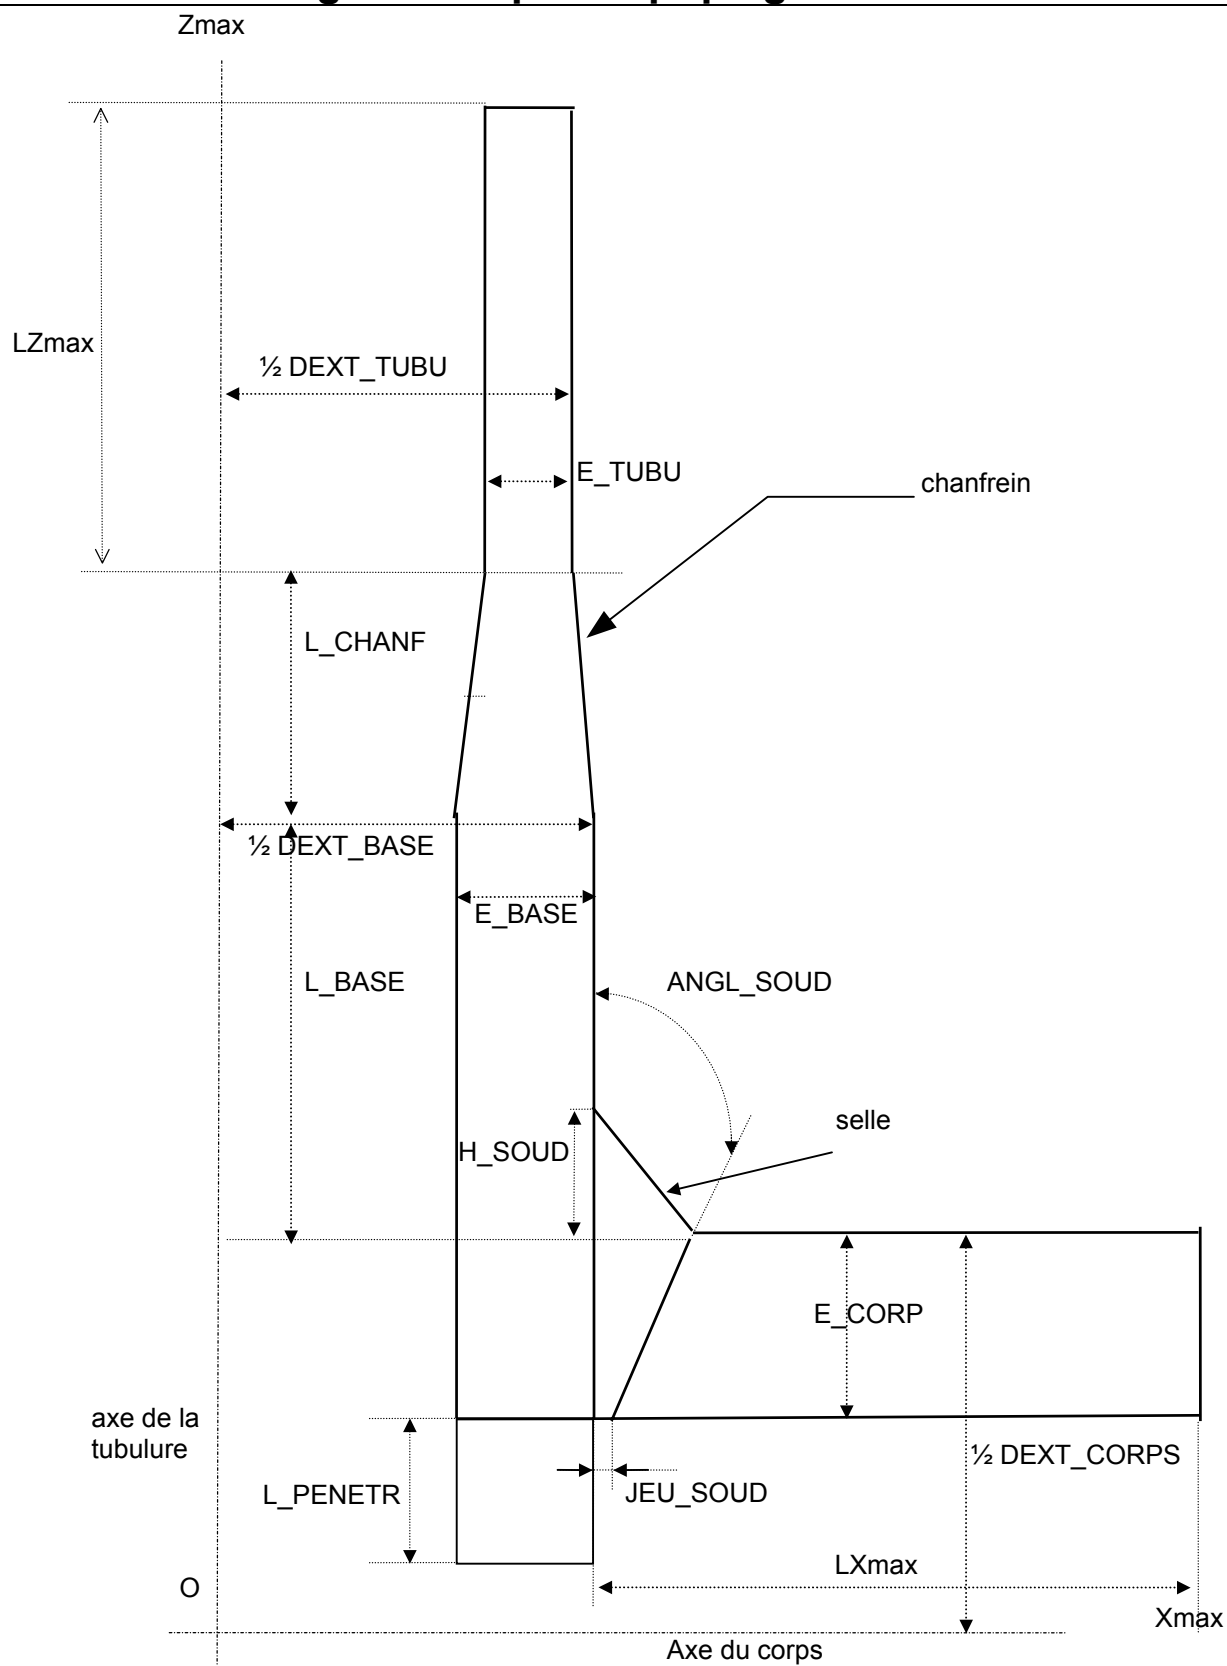 Zmax
LZmax
½ DEXT_TUBU
E_TUBU
chanfrein
L_CHANF
½ DEXT_BASE
E_BASE
L_BASE
ANGL_SOUD
selle
H_SOUD
E_CORP
axe de la
tubulure
½ DEXT_CORPS
L_PENETR
JEU_SOUD
LXmax
O
Xmax
Axe du corps